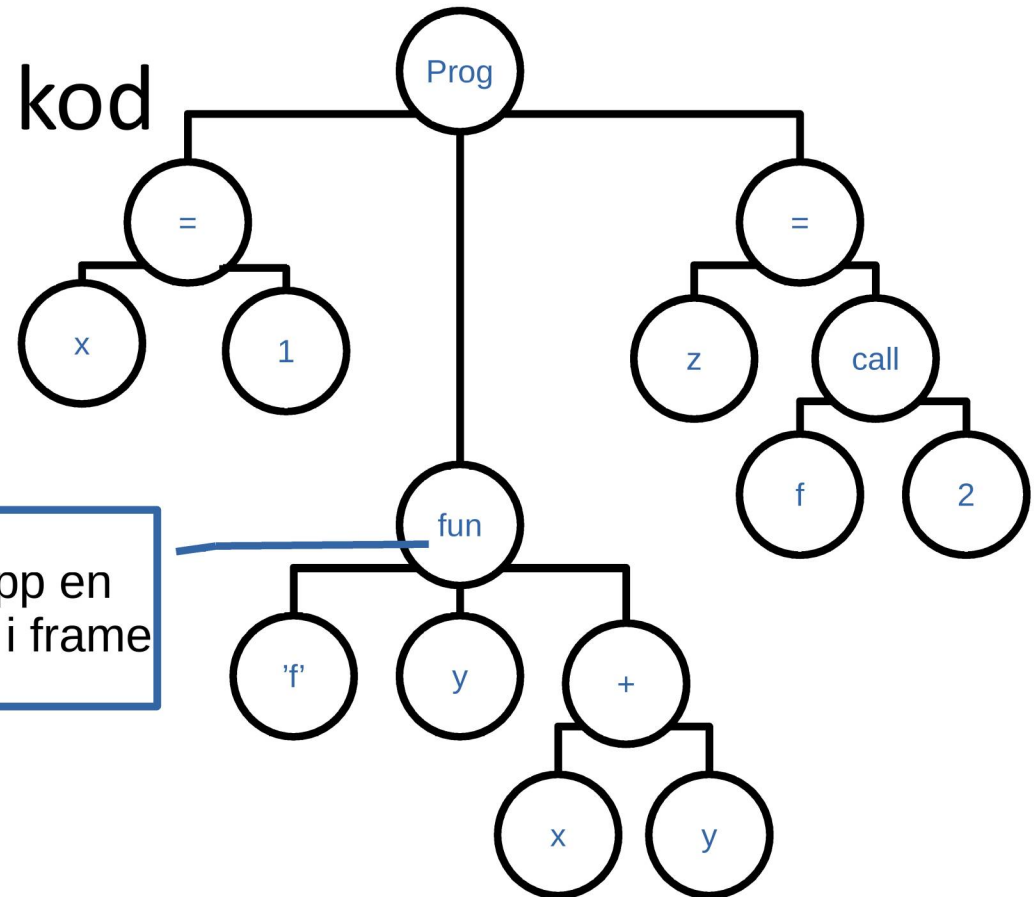 kod
Prog
=
=
x
1
z
call
f
2
fun
pp en
i frame
'f'
y
+
x
y